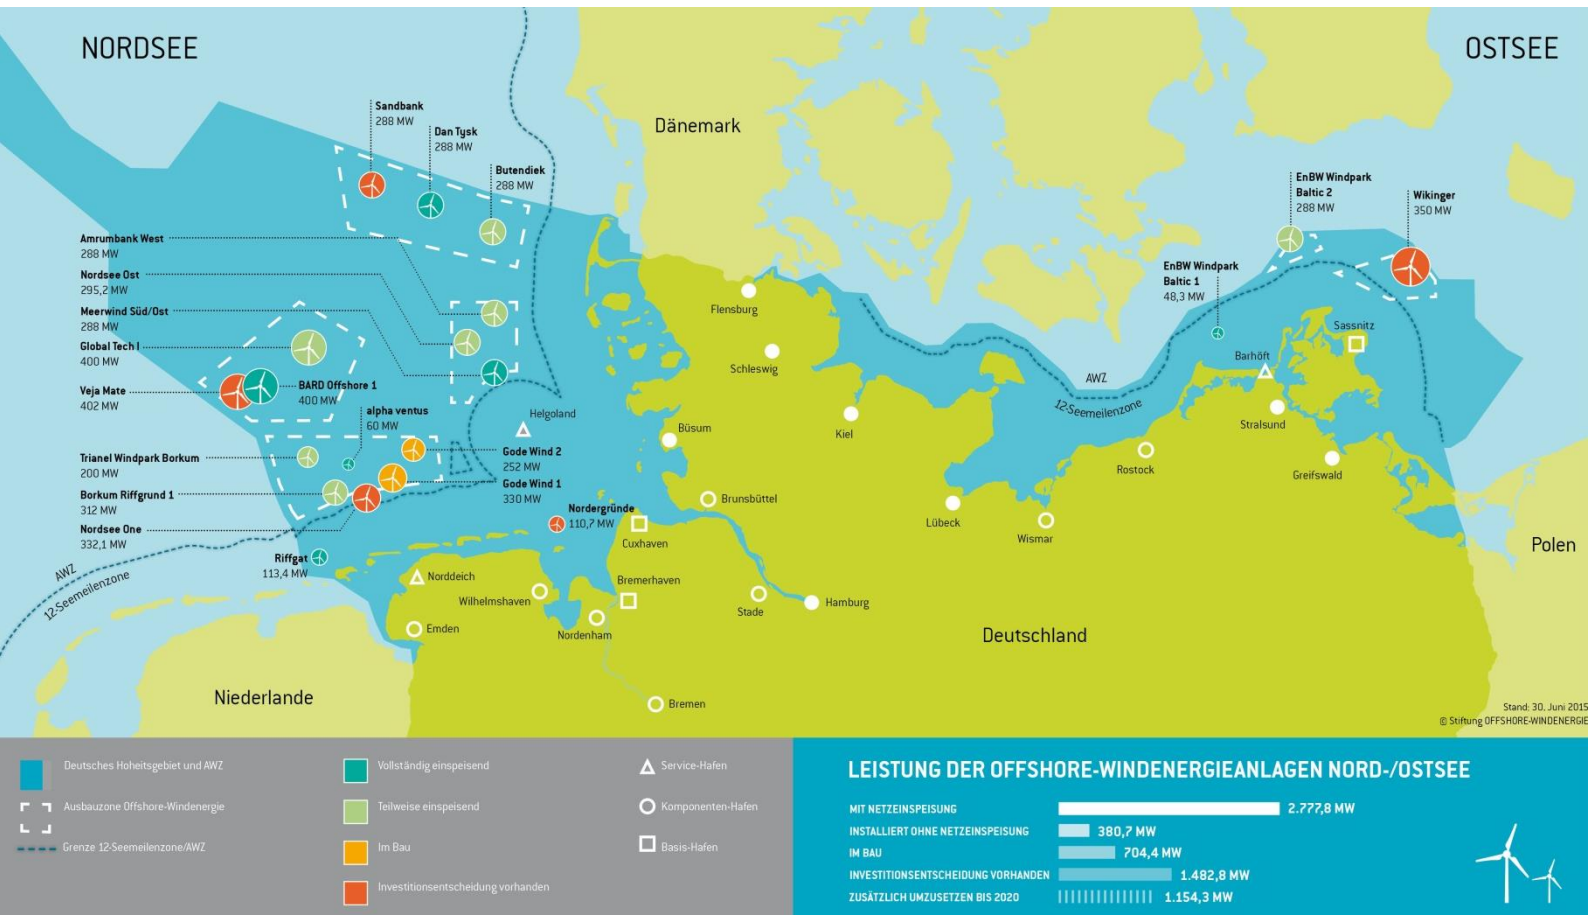 NORDSEE
OSTSEE
Sandbank
288 MW
Dan Tysk
288 MW
Butendiek
288 MW
Dänemark
EnBW Windpark
Baltic 2
288 MW
Wikinger
350 MW
Amrumbank West
288 MW
Nordsee Ost
295,2 MW
Meerwind Süd/Ost
288 MW
Global Tech I
400 MW
Veja Mate
402 MW
BARD Offshore 1
400 MW
alpha ventus
60 MW
Trianel Windpark Borkum
200 MW
Borkum Riffgrund 1
312 MW
Nordsee One
332,1 MW
Riffgat
113,4 MW
Gode Wind 2
252 MW
Gode Wind 1
330 MW
Nordergründe
110,7 MW
EnBW Windpark
Baltic 1
48,3 MW
Helgoland
Flensburg
Schleswig
Kiel
Büsum
Brunsbüttel
Cuxhaven
Bremerhaven
Norddeich
Wilhelmshaven
Emden
Nordenham
Stade
Hamburg
Bremen
Lübeck
Wismar
Rostock
Barhöft
Sassnitz
Stralsund
Greifswald
AWZ
12-Seemeilenzone
AWZ
12-Seemeilenzone
Niederlande
Deutschland
Polen
Stand: 30. Juni 2015
© Stiftung OFFSHORE-WINDENERGIE
Deutsches Hoheitsgebiet und AWZ
Ausbauzone Offshore-Windenergie
Grenze 12-Seemeilenzone/AWZ
Vollständig einspeisend
Teilweise einspeisend
Im Bau
Investitionsentscheidung vorhanden
Service-Hafen
Komponenten-Hafen
Basis-Hafen
LEISTUNG DER OFFSHORE-WINDENERGIEANLAGEN NORD-/OSTSEE
MIT NETZEINSPEISUNG 2.777,8 MW
INSTALLIERT OHNE NETZEINSPEISUNG 380,7 MW
IM BAU 704,4 MW
INVESTITIONSENTSCHEIDUNG VORHANDEN 1.482,8 MW
ZUSÄTZLICH UMZUSETZEN BIS 2020 1.154,3 MW